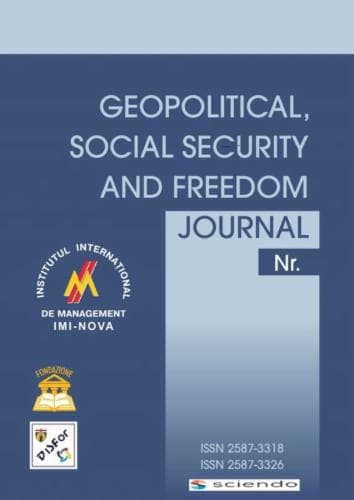 GEOPOLITICAL,
SOCIAL SECURITY
AND FREEDOM
JOURNAL
Nr.
INSTITUTUL INTERNATIONAL
DE MANAGEMENT
IMI-NOVA
FONDAZIONE
DISFor
ISSN 2587-3318
ISSN 2587-3326
sciendo